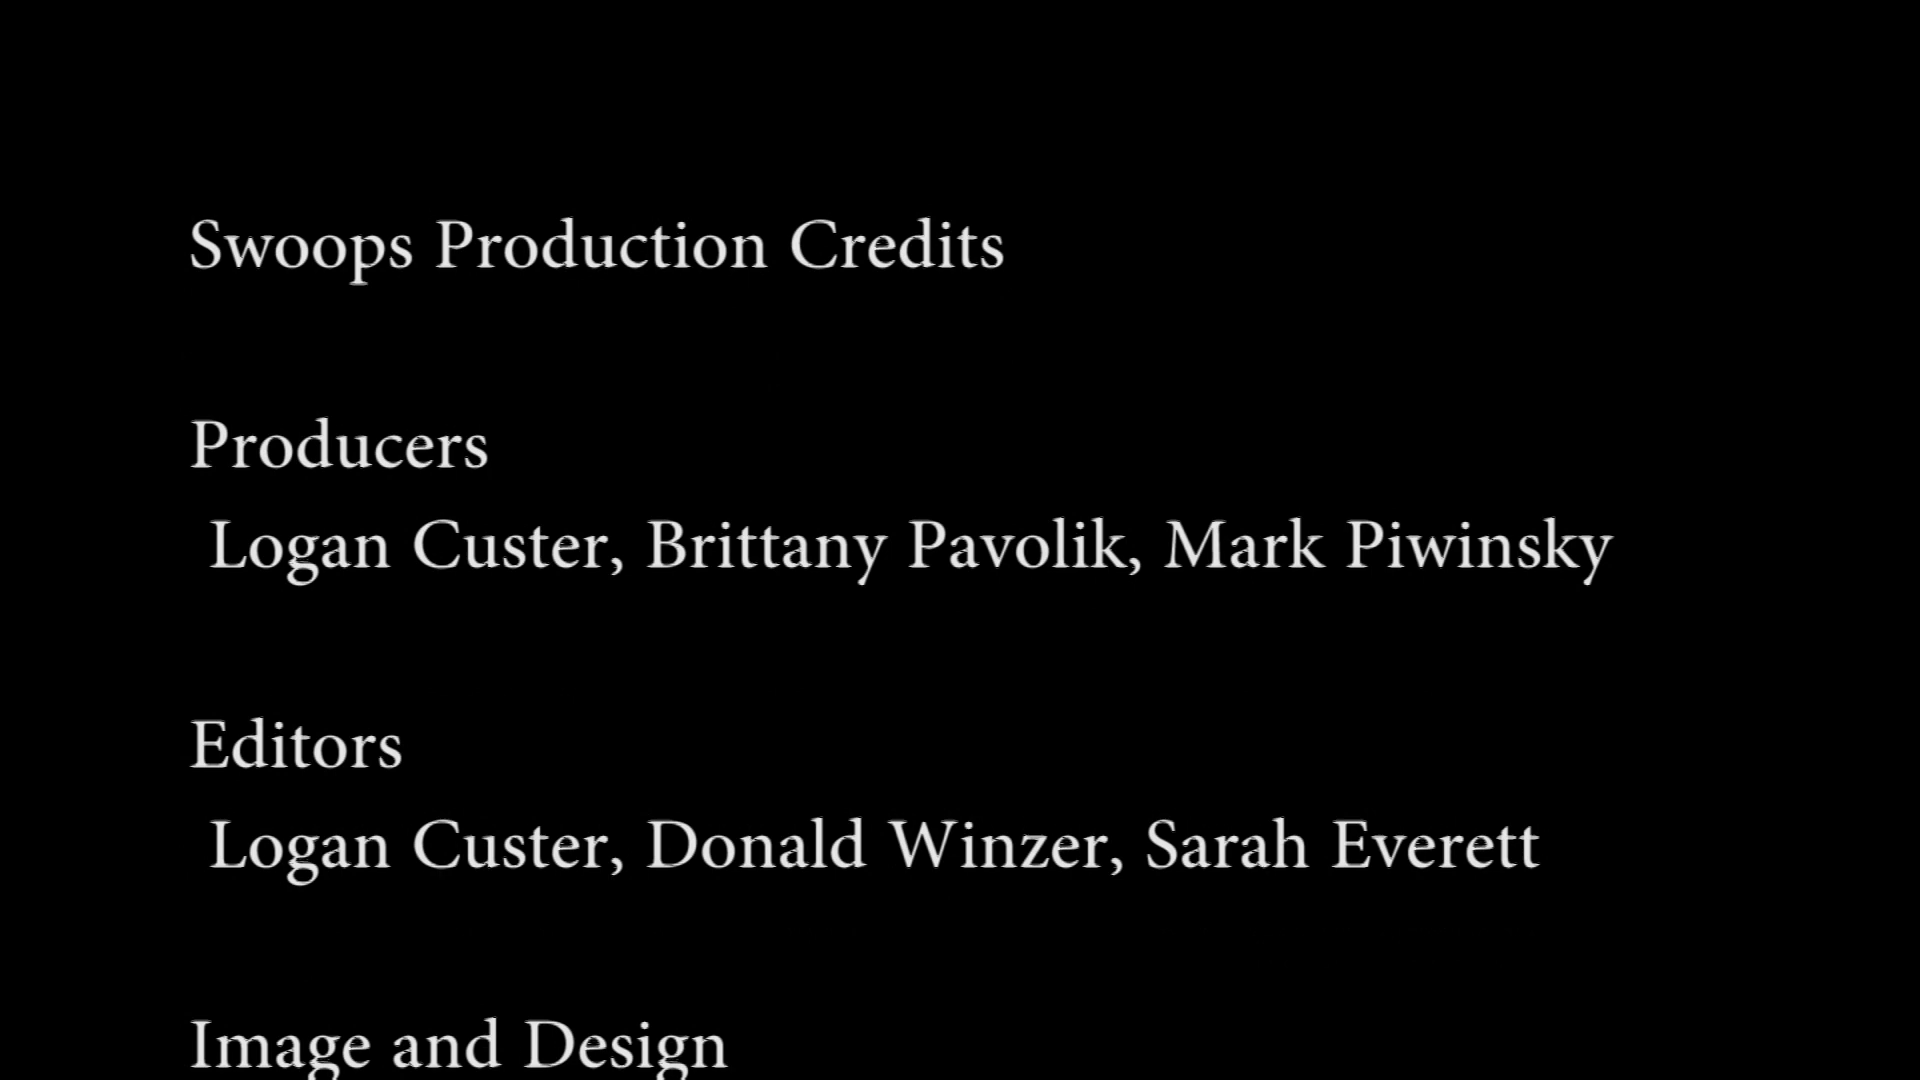 Swoops Production Credits
Producers
Logan Custer, Brittany Pavolik, Mark Piwinsky
Editors
Logan Custer, Donald Winzer, Sarah Everett
Image and Design